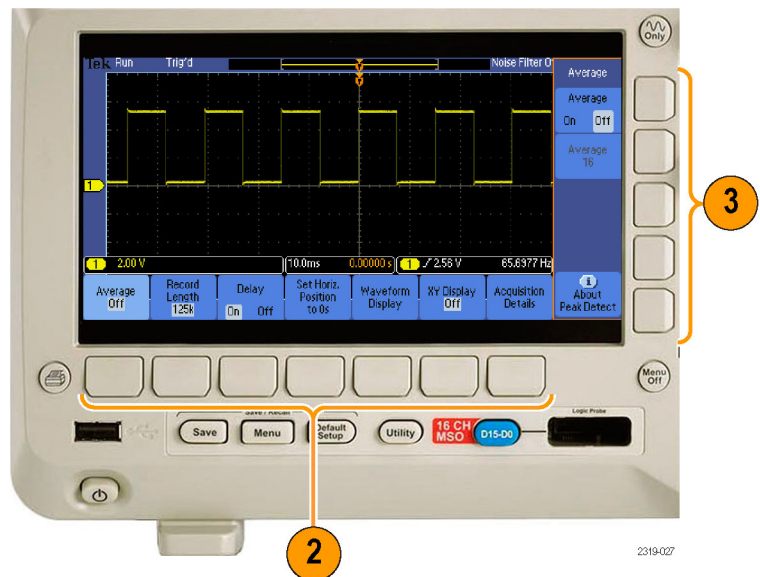 Only
Tek Run Trig'd Noise Filter O
Average
Average
On Off
Average
16
3
1
1 2.00 V 10.0ms 0.00000 s 1 2.56 V 65.6977 Hz
Average
Off
Record
Length
125k
Delay
On Off
Set Horiz.
Position
to 0s
Waveform
Display
XY Display
Off
Acquisition
Details
i
About
Peak Detect
Menu
Off
Save / Recall
Logic Probe
Save
Menu
Default
Setup
Utility
16 CH
MSO
D15-D0
2
2319-027